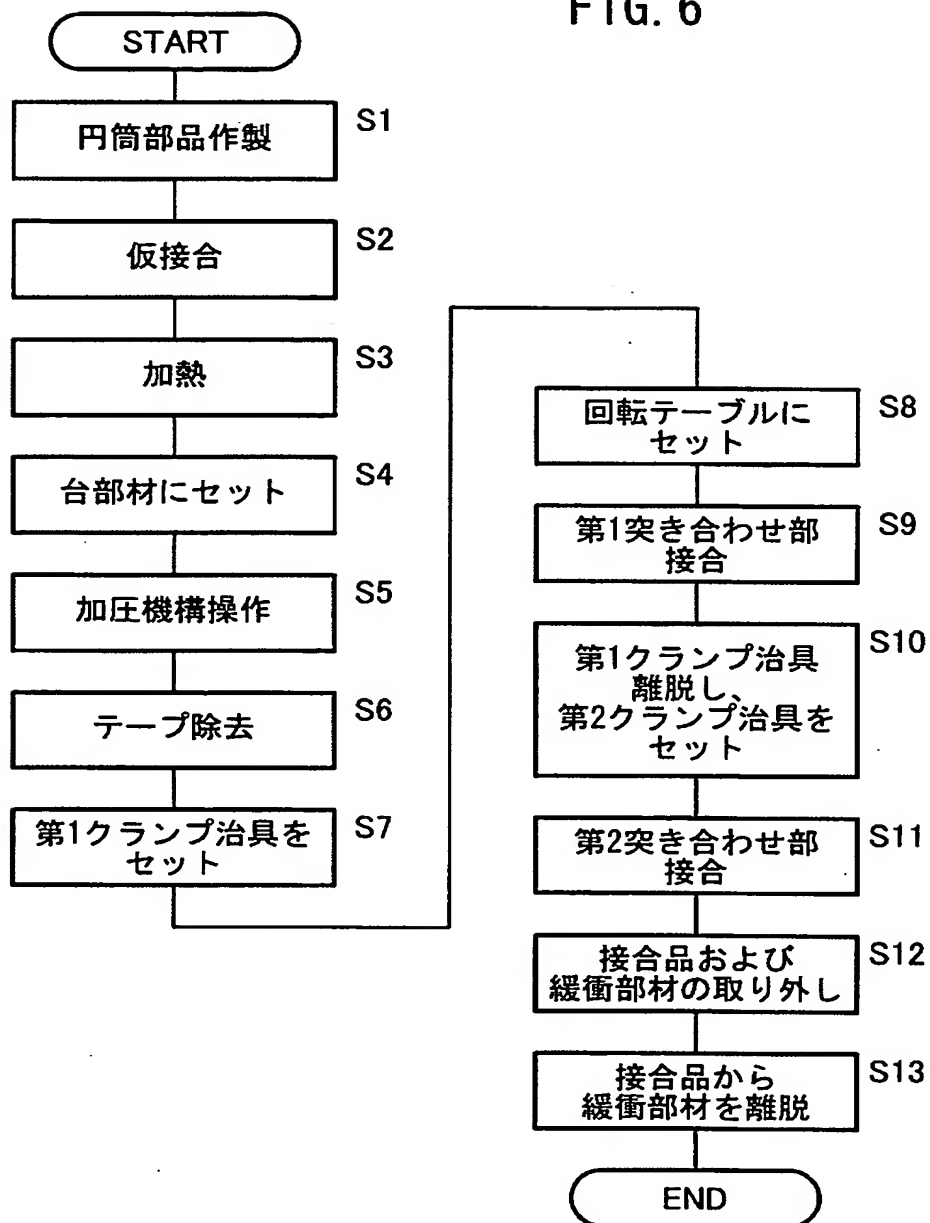 FIG. 6
START
円筒部品作製
S1
仮接合
S2
加熱
S3
台部材にセット
S4
加圧機構操作
S5
テープ除去
S6
第1クランプ治具を
セット
S7
回転テーブルに
セット
S8
第1突き合わせ部
接合
S9
第1クランプ治具
離脱し、
第2クランプ治具を
セット
S10
第2突き合わせ部
接合
S11
接合品および
緩衝部材の取り外し
S12
接合品から
緩衝部材を離脱
S13
END